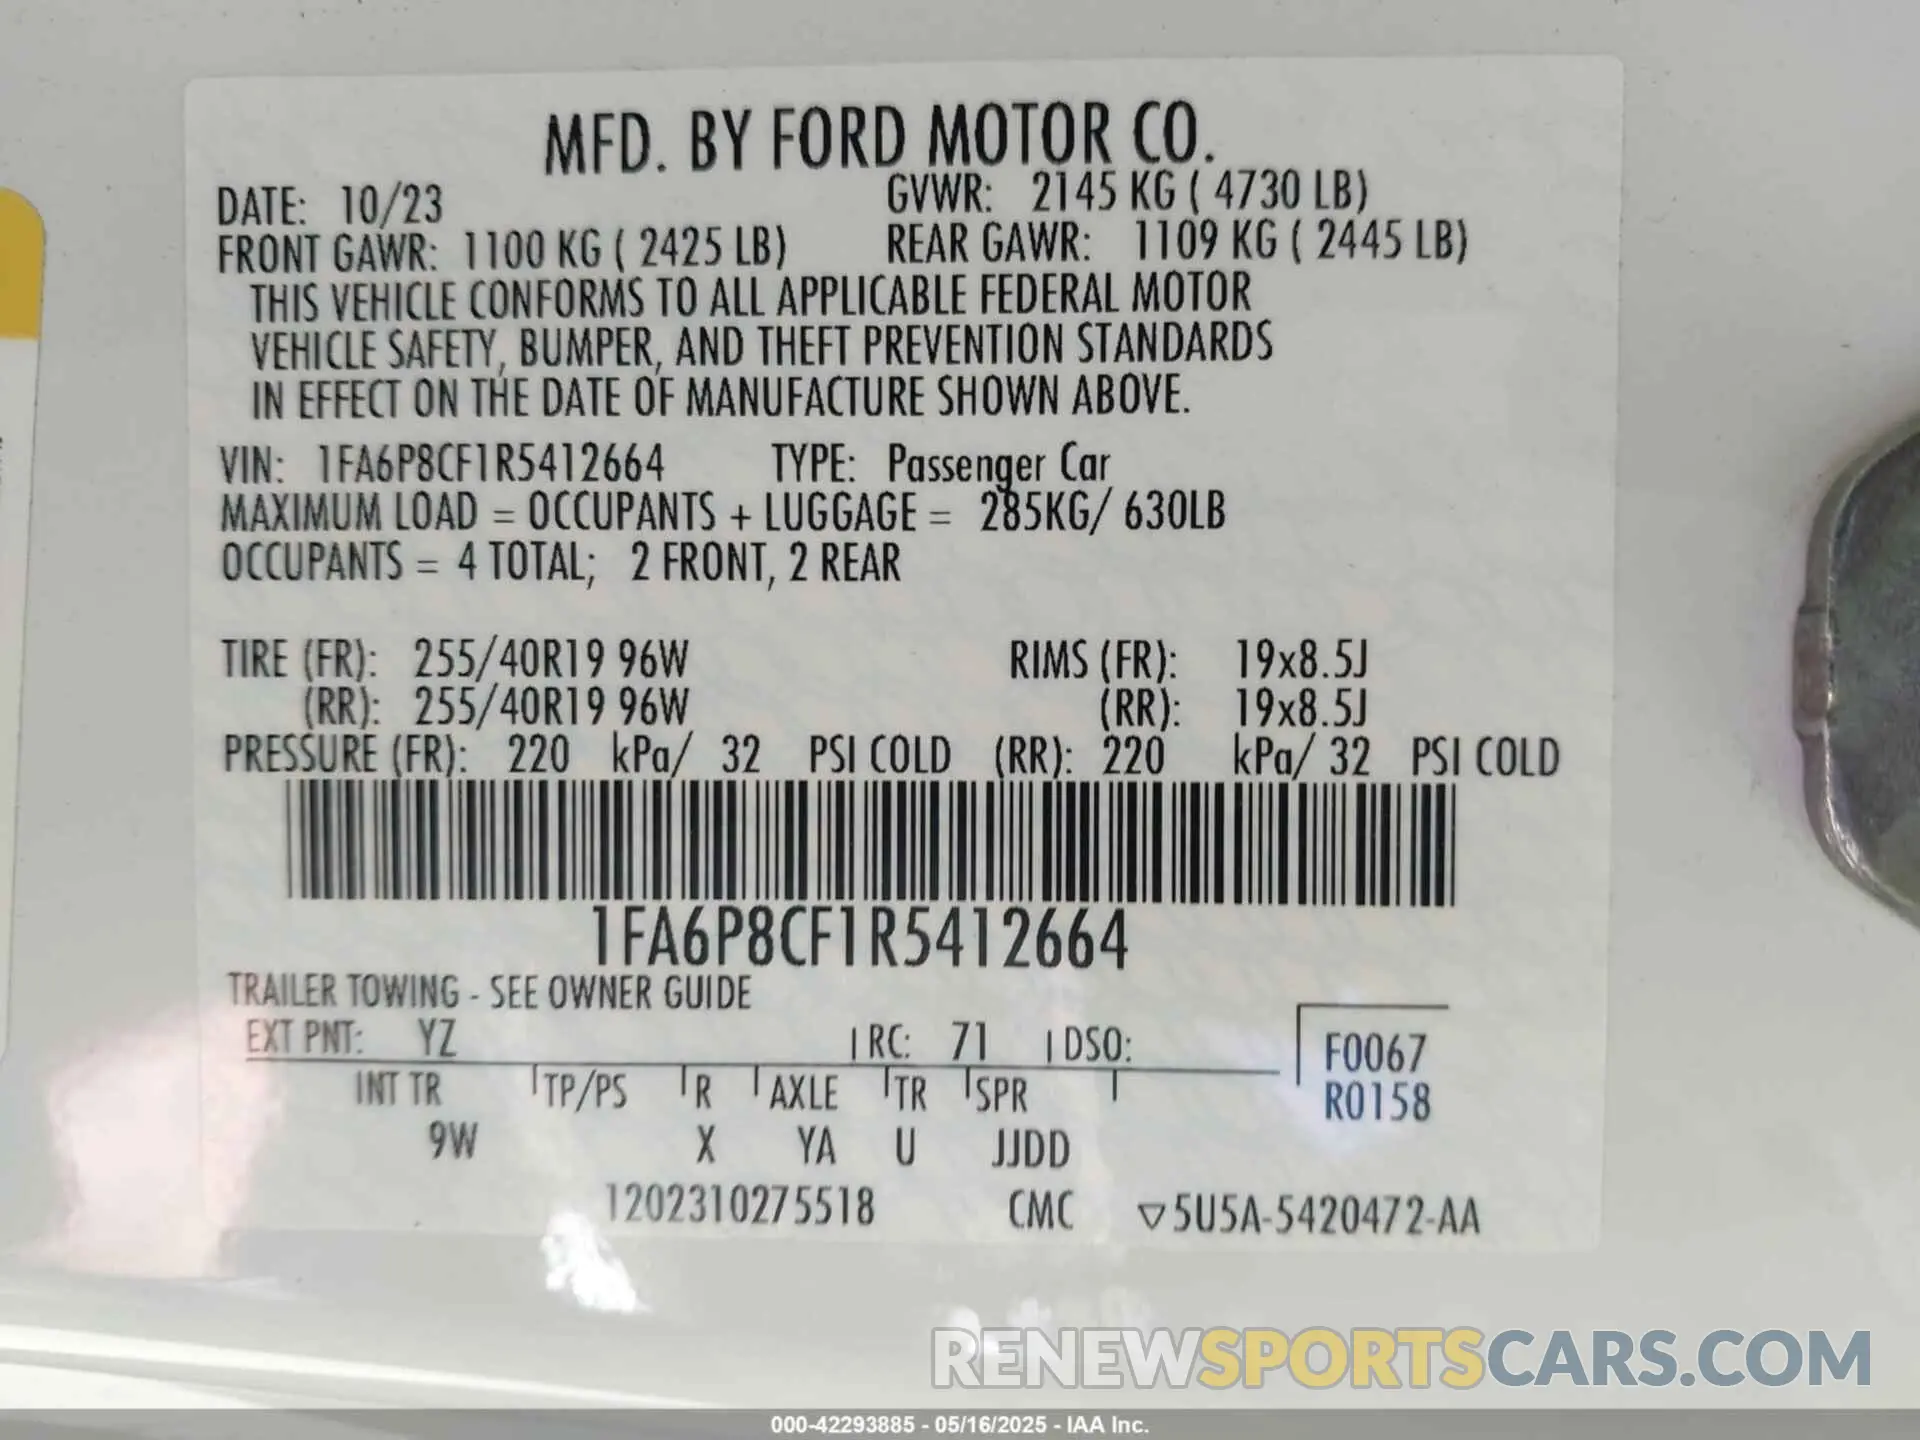 MFD. BY FORD MOTOR CO.
DATE: 10/23 GVWR: 2145 KG ( 4730 LB)
FRONT GAWR: 1100 KG ( 2425 LB) REAR GAWR: 1109 KG ( 2445 LB)
THIS VEHICLE CONFORMS TO ALL APPLICABLE FEDERAL MOTOR
VEHICLE SAFETY, BUMPER, AND THEFT PREVENTION STANDARDS
IN EFFECT ON THE DATE OF MANUFACTURE SHOWN ABOVE.
VIN: 1FA6P8CF1R5412664 TYPE: Passenger Car
MAXIMUM LOAD = OCCUPANTS + LUGGAGE = 285KG/ 630LB
OCCUPANTS = 4 TOTAL; 2 FRONT, 2 REAR
TIRE (FR): 255/40R19 96W RIMS (FR): 19x8.5J
(RR): 255/40R19 96W (RR): 19x8.5J
PRESSURE (FR): 220 kPa/ 32 PSI COLD (RR): 220 kPa/ 32 PSI COLD
1FA6P8CF1R5412664
TRAILER TOWING - SEE OWNER GUIDE
EXT PNT: YZ RC: 71 DSO: F0067
INT TR TP/PS R AXLE TR SPR R0158
9W X YA U JJDD
1202310275518 CMC ▽5U5A-5420472-AA
RENEWSPORTSCARS.COM
000-42293885 - 05/16/2025 - IAA Inc.